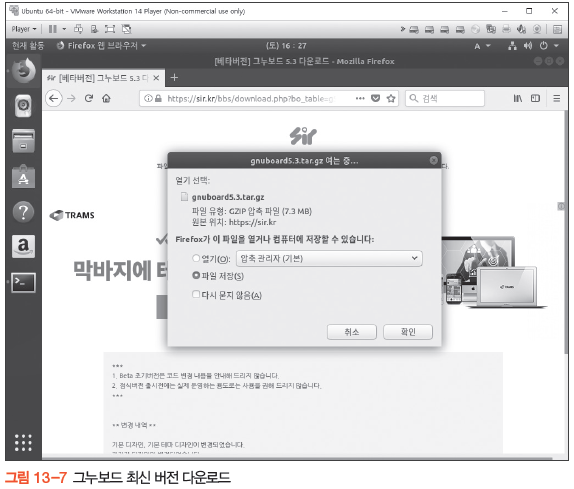 Ubuntu 64-bit - VMware Workstation 14 Player (Non-commercial use only)
Player
현재 활동 Firefox 웹 브라우저 (토) 16 : 27 A
[베타버전] 그누보드 5.3 다운로드 - Mozilla Firefox
Sir [베타버전] 그누보드 5.3 다
https://sir.kr/bbs/download.php?bo_table=g 검색
Sir
gnuboard5.3.tar.gz 여는 중...
열기 선택:
gnuboard5.3.tar.gz
파일 유형: GZIP 압축 파일 (7.3 MB)
원본 위치: https://sir.kr
Firefox가 이 파일을 열거나 컴퓨터에 저장할 수 있습니다:
열기(O): 압축 관리자 (기본)
파일 저장(S)
다시 묻지 않음(A)
취소 확인
TRAMS
막바지에 테
***
1. Beta 초기버전은 코드 변경 내용을 안내해 드리지 않습니다.
2. 정식버전 출시전에는 실제 운영하는 용도로는 사용을 권해 드리지 않습니다.
***
** 변경 내역 **
기본 디자인, 기본 테마 디자인이 변경되었습니다.
그림 13-7 그누보드 최신 버전 다운로드